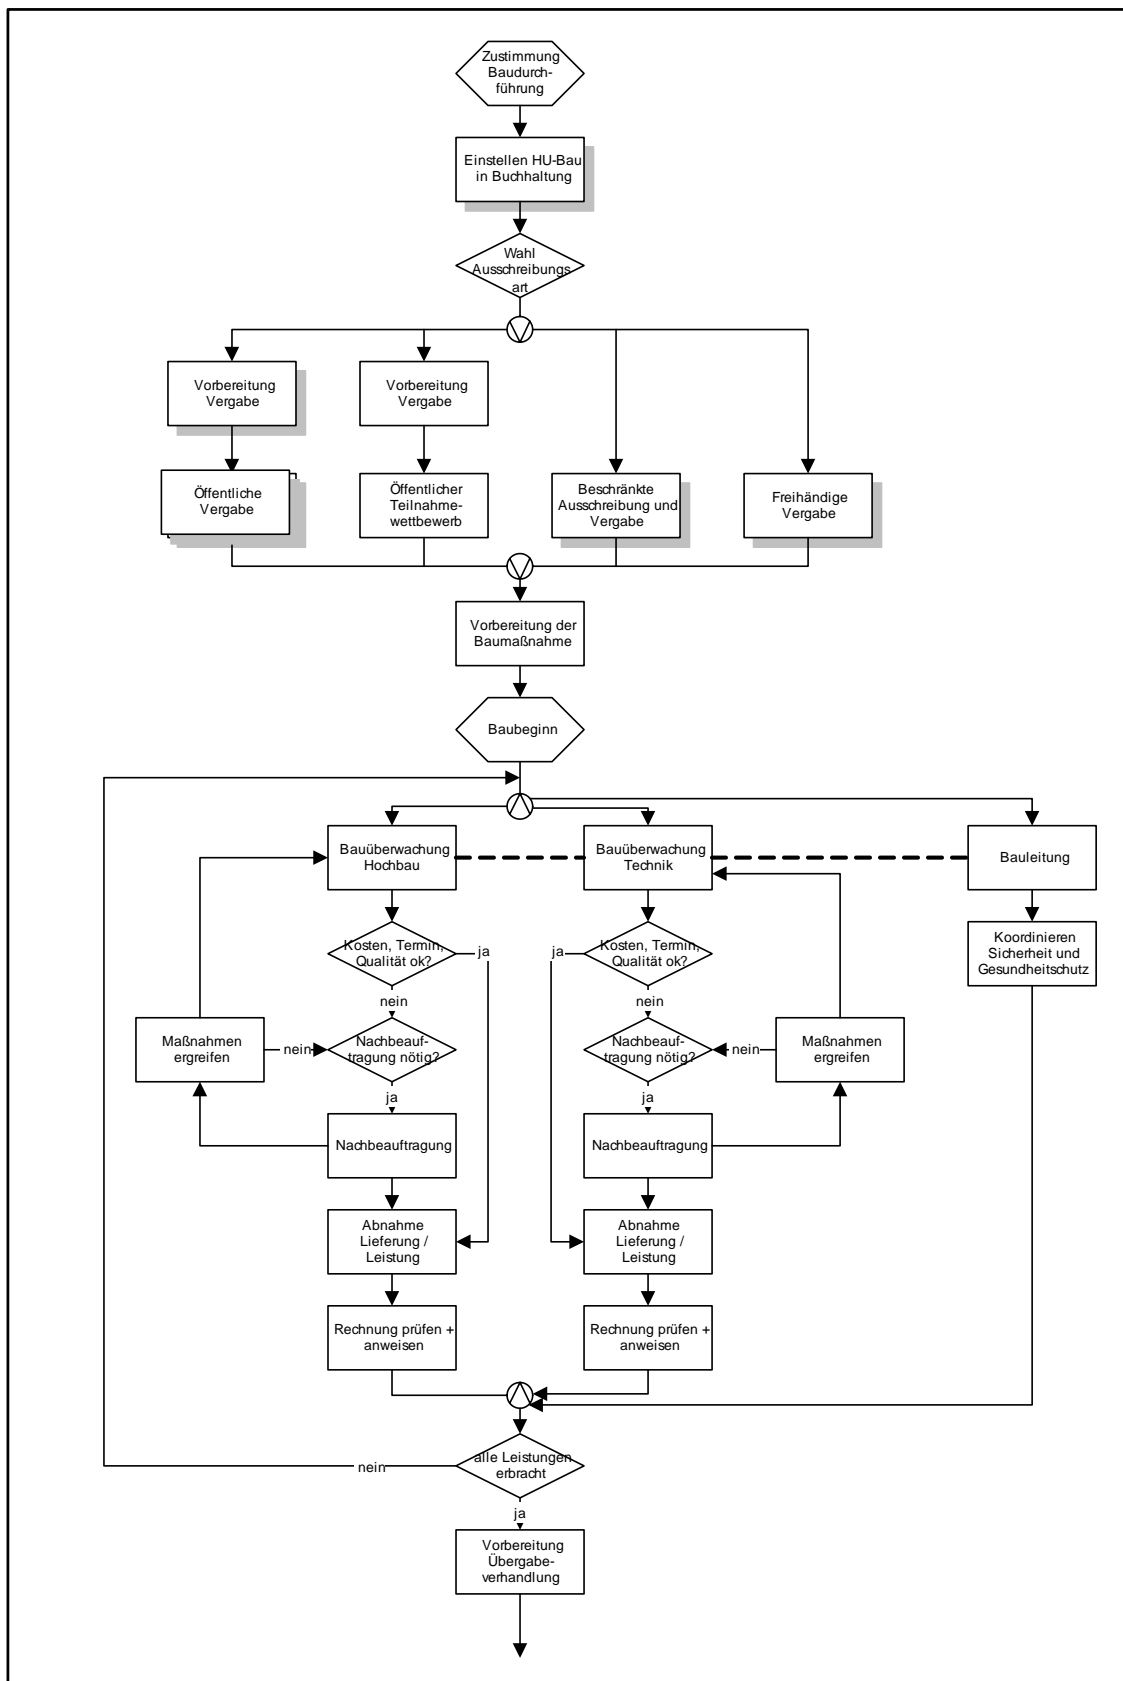 Zustimmung
Baudurch-
führung
Einstellen HU-Bau
in Buchhaltung
Wahl
Ausschreibungs
art
Vorbereitung
Vergabe
Vorbereitung
Vergabe
Öffentliche
Vergabe
Öffentlicher
Teilnahme-
wettbewerb
Beschränkte
Ausschreibung und
Vergabe
Freihändige
Vergabe
Vorbereitung der
Baumaßnahme
Baubeginn
Bauüberwachung
Hochbau
Bauüberwachung
Technik
Bauleitung
Kosten, Termin,
Qualität ok?
ja
ja
Kosten, Termin,
Qualität ok?
Koordinieren
Sicherheit und
Gesundheitschutz
nein
nein
Maßnahmen
ergreifen
nein
Nachbeauf-
tragung nötig?
Nachbeauf-
tragung nötig?
nein
Maßnahmen
ergreifen
ja
ja
Nachbeauftragung
Nachbeauftragung
Abnahme
Lieferung /
Leistung
Abnahme
Lieferung /
Leistung
Rechnung prüfen +
anweisen
Rechnung prüfen +
anweisen
nein
alle Leistungen
erbracht
ja
Vorbereitung
Übergabe-
verhandlung